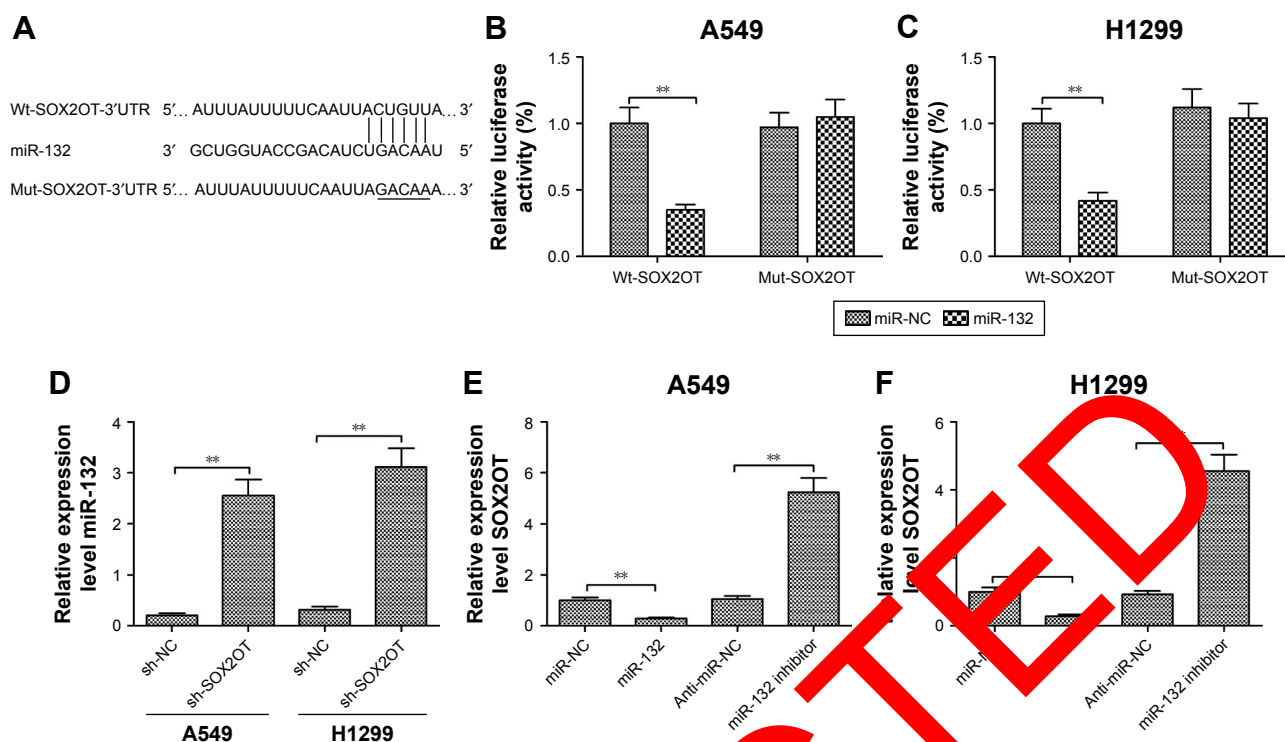 A
Wt-SOX2OT-3′UTR 5′... AUUUAUUUUUCAAUUACUGUUA... 3′
miR-132 3′ GCUGGUACCGACAUCUGACAAU 5′
Mut-SOX2OT-3′UTR 5′... AUUUAUUUUUCAAUUAGACAAA... 3′
B
A549
Relative luciferase
activity (%)
1.5
1.0
0.5
0.0
**
Wt-SOX2OT Mut-SOX2OT
C
H1299
Relative luciferase
activity (%)
1.5
1.0
0.5
0.0
**
Wt-SOX2OT Mut-SOX2OT
miR-NC miR-132
D
Relative expression
level miR-132
4
3
2
1
0
** **
sh-NC sh-SOX2OT sh-NC sh-SOX2OT
A549 H1299
E
A549
Relative expression
level SOX2OT
8
6
4
2
0
** **
miR-NC miR-132 Anti-miR-NC miR-132 inhibitor
F
H1299
expression
level SOX2OT
6
4
0
Anti-miR-NC miR-132 inhibitor
TED